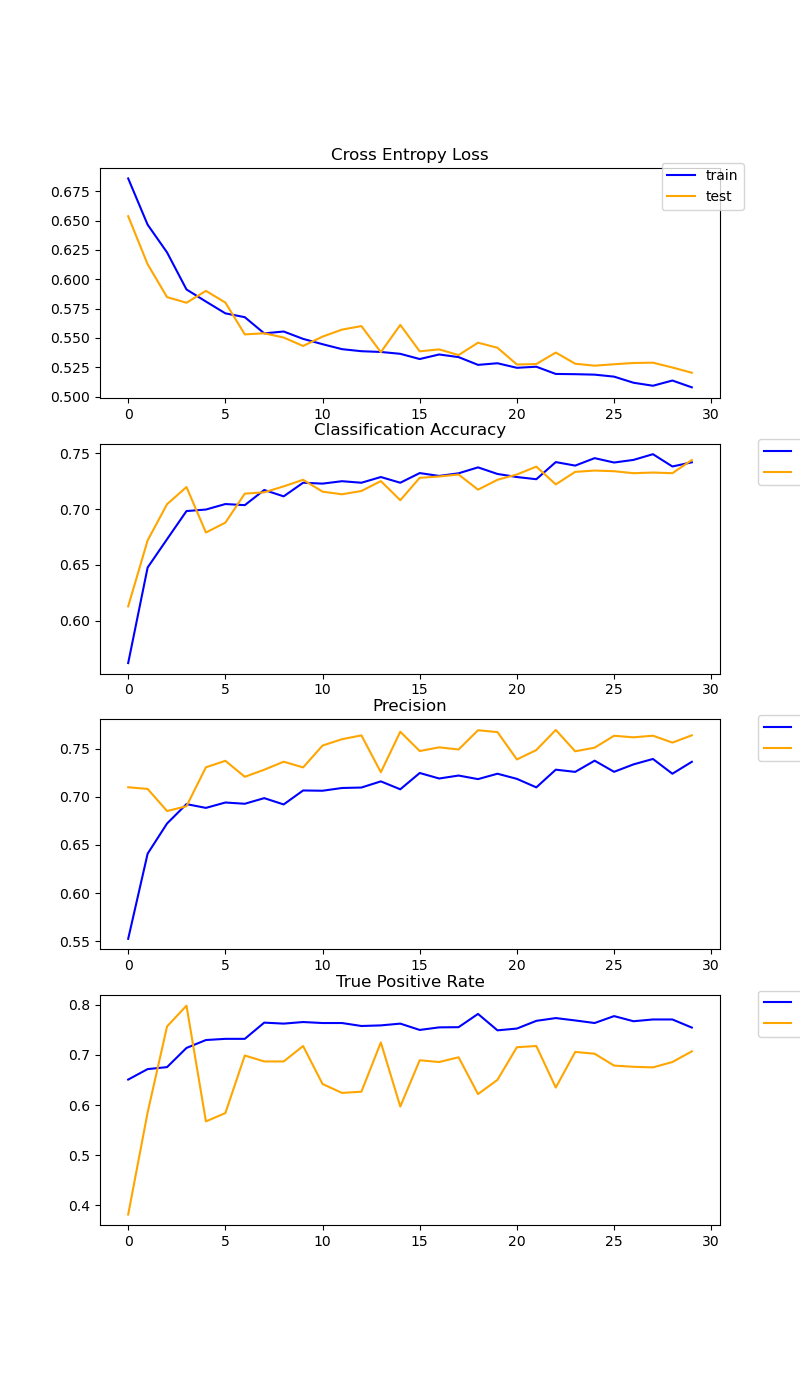 Cross Entropy Loss
train
test
0.675
0.650
0.625
0.600
0.575
0.550
0.525
0.500
0 5 10 15 20 25 30
Classification Accuracy
0.75
0.70
0.65
0.60
0 5 10 15 20 25 30
Precision
0.75
0.70
0.65
0.60
0.55
0 5 10 15 20 25 30
True Positive Rate
0.8
0.7
0.6
0.5
0.4
0 5 10 15 20 25 30